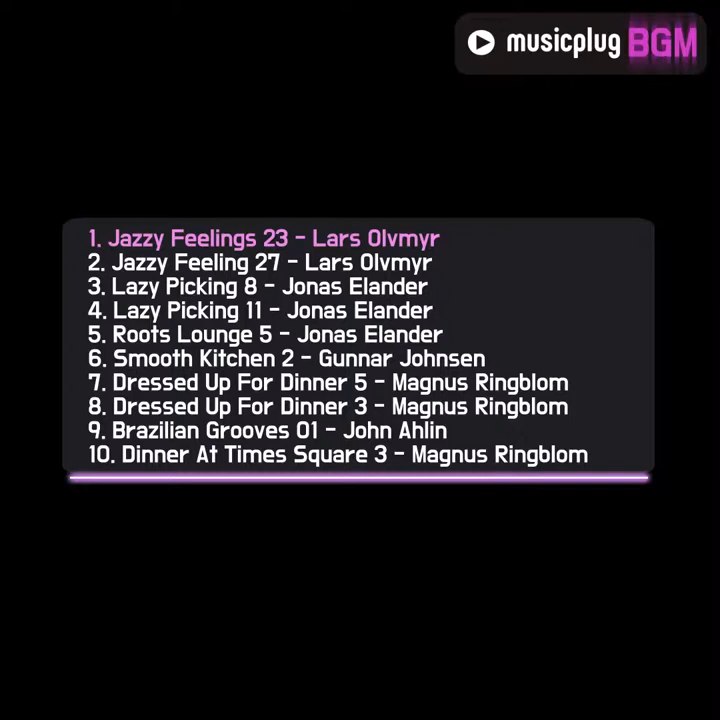 musicplug BGM
1. Jazzy Feelings 23 - Lars Olvmyr
2. Jazzy Feeling 27 - Lars Olvmyr
3. Lazy Picking 8 - Jonas Elander
4. Lazy Picking 11 - Jonas Elander
5. Roots Lounge 5 - Jonas Elander
6. Smooth Kitchen 2 - Gunnar Johnsen
7. Dressed Up For Dinner 5 - Magnus Ringblom
8. Dressed Up For Dinner 3 - Magnus Ringblom
9. Brazilian Grooves 01 - John Ahlin
10. Dinner At Times Square 3 - Magnus Ringblom